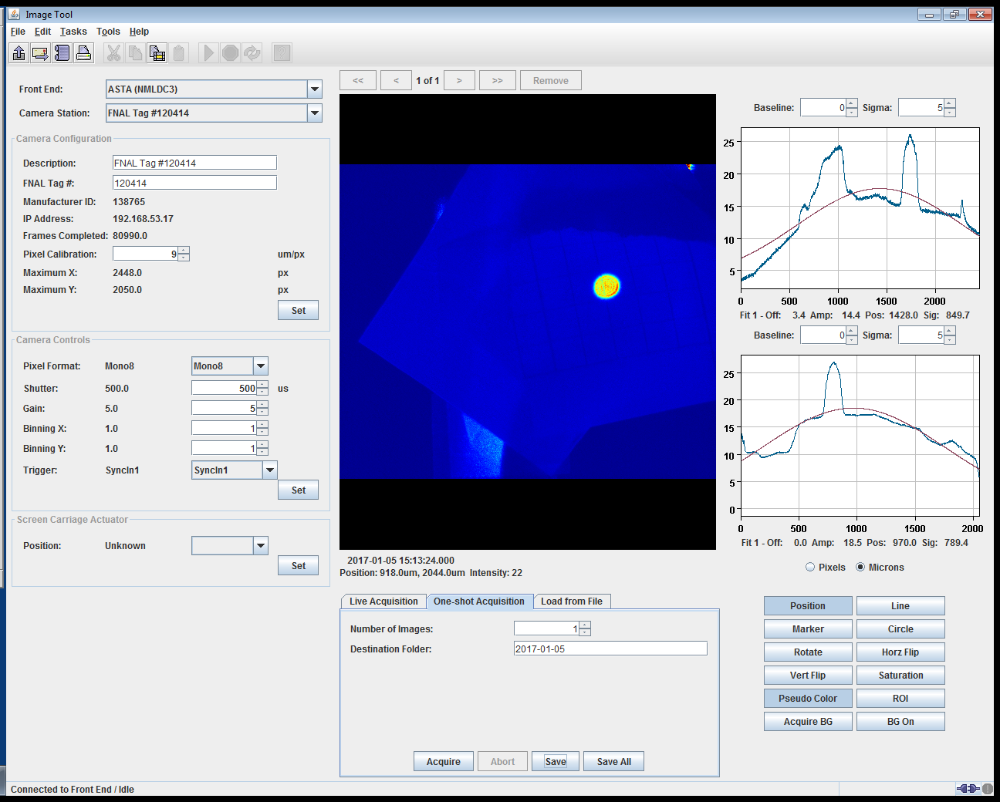 Image Tool
File Edit Tasks Tools Help
Front End: ASTA (NMLDC3)
Camera Station: FNAL Tag #120414
Camera Configuration
Description: FNAL Tag #120414
FNAL Tag #: 120414
Manufacturer ID: 138765
IP Address: 192.168.53.17
Frames Completed: 80990.0
Pixel Calibration: 9 um/px
Maximum X: 2448.0 px
Maximum Y: 2050.0 px
Set
Camera Controls
Pixel Format: Mono8 Mono8
Shutter: 500.0 500 us
Gain: 5.0 5
Binning X: 1.0 1
Binning Y: 1.0 1
Trigger: SyncIn1 SyncIn1
Set
Screen Carriage Actuator
Position: Unknown
Set
<< < 1 of 1 > >> Remove
2017-01-05 15:13:24.000
Position: 918.0um, 2044.0um Intensity: 22
Live Acquisition One-shot Acquisition Load from File
Number of Images: 1
Destination Folder: 2017-01-05
Acquire Abort Save Save All
Baseline: 0 Sigma: 5
25
20
15
10
5
0 500 1000 1500 2000
Fit 1 - Off: 3.4 Amp: 14.4 Pos: 1428.0 Sig: 849.7
Baseline: 0 Sigma: 5
25
20
15
10
5
0
0 500 1000 1500 2000
Fit 1 - Off: 0.0 Amp: 18.5 Pos: 970.0 Sig: 789.4
Pixels Microns
Position Line
Marker Circle
Rotate Horz Flip
Vert Flip Saturation
Pseudo Color ROI
Acquire BG BG On
Connected to Front End / Idle